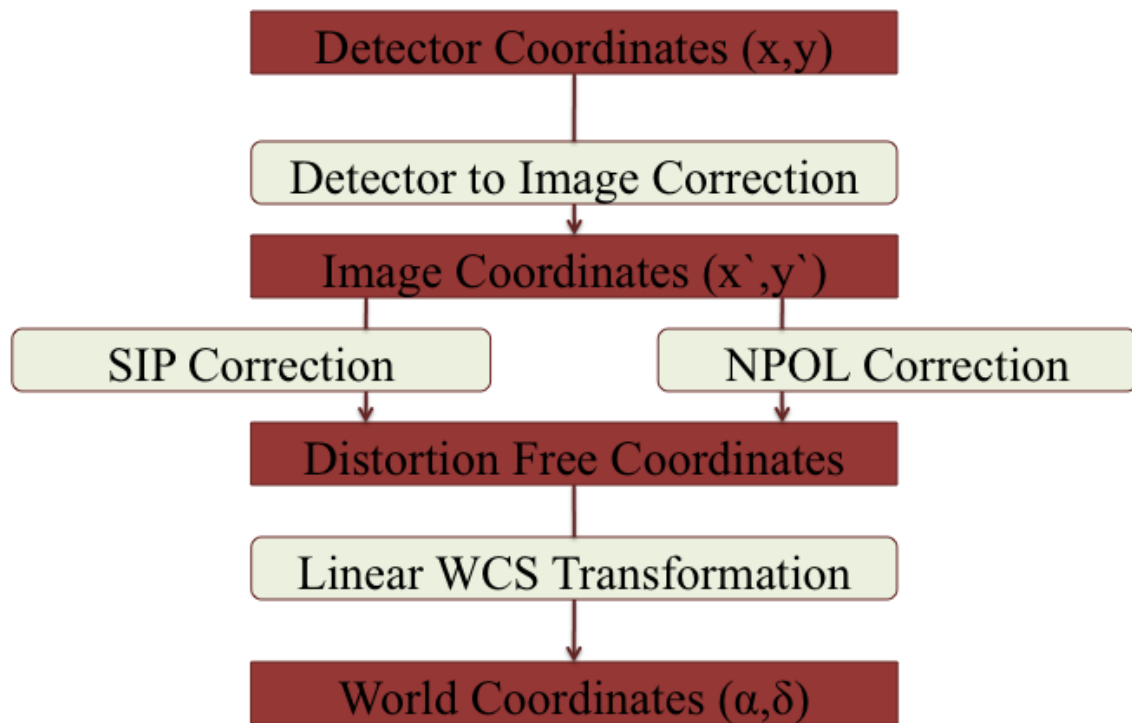 Detector Coordinates (x,y)
Detector to Image Correction
Image Coordinates (x`,y`)
SIP Correction
NPOL Correction
Distortion Free Coordinates
Linear WCS Transformation
World Coordinates (α,δ)